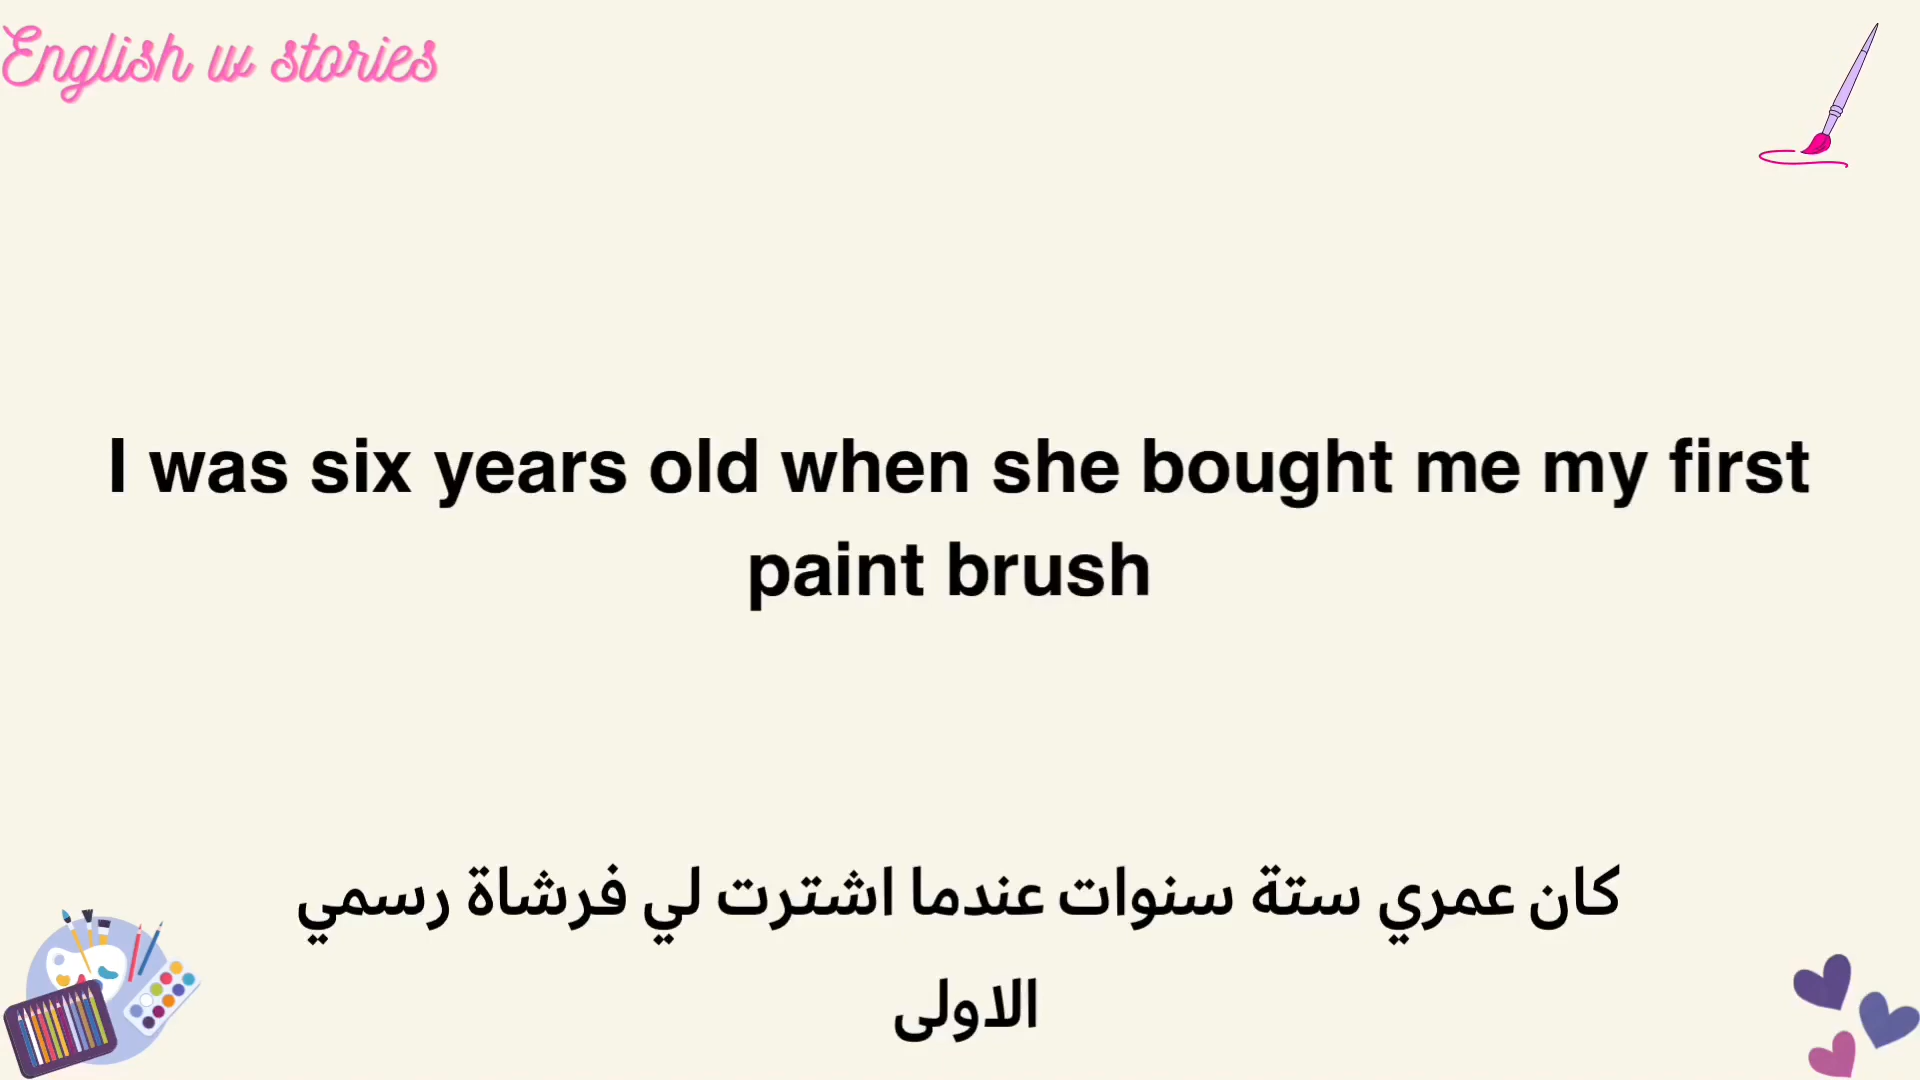 English w stories
I was six years old when she bought me my first
paint brush
كان عمري ستة سنوات عندما اشترت لي فرشاة رسمي
الاولى